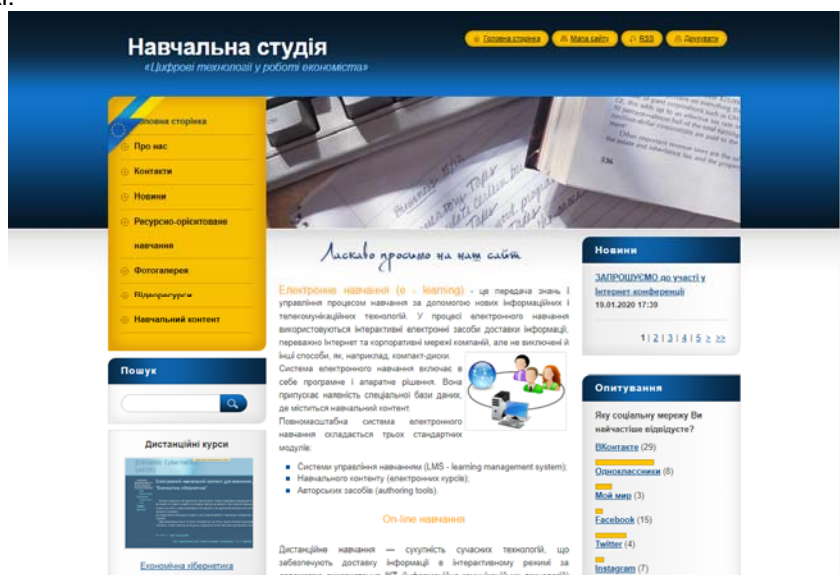 Навчальна студія
«Цифрові технології у роботі економіста»
Головна сторінка
Мапа сайту
RSS
Друкувати
Головна сторінка
Про нас
Контакти
Новини
Ресурсно-орієнтоване
навчання
Фотогалерея
Відеоресурси
Навчальний контент
Пошук
Дистанційні курси
Економічна кібернетика
336
Ласкаво просимо на наш сайт
Електронне навчання (e - learning) - це передача знань і
управління процесом навчання за допомогою нових інформаційних і
телекомунікаційних технологій. У процесі електронного навчання
використовуються інтерактивні електронні засоби доставки інформації,
переважно Інтернет та корпоративні мережі компаній, але не виключені й
інші способи, як, наприклад, компакт-диски.
Система електронного навчання включає в
себе програмне і апаратне рішення. Вона
припускає наявність спеціальної бази даних,
де міститься навчальний контент.
Повномасштабна система електронного
навчання складається трьох стандартних
модулів:
Системи управління навчанням (LMS - learning management system);
Навчального контенту (електронних курсів);
Авторських засобів (authoring tools).
On-line навчання
Дистанційне навчання — сукупність сучасних технологій, що
забезпечують доставку інформації в інтерактивному режимі за
Новини
ЗАПРОШУЄМО до участі у
Інтернет конференції
19.01.2020 17:39
1 | 2 | 3 | 4 | 5 > >>
Опитування
Яку соціальну мережу Ви
найчастіше відвідуєте?
ВКонтакте (29)
Одноклассники (8)
Мой мир (3)
Facebook (15)
Twitter (4)
Instagram (7)